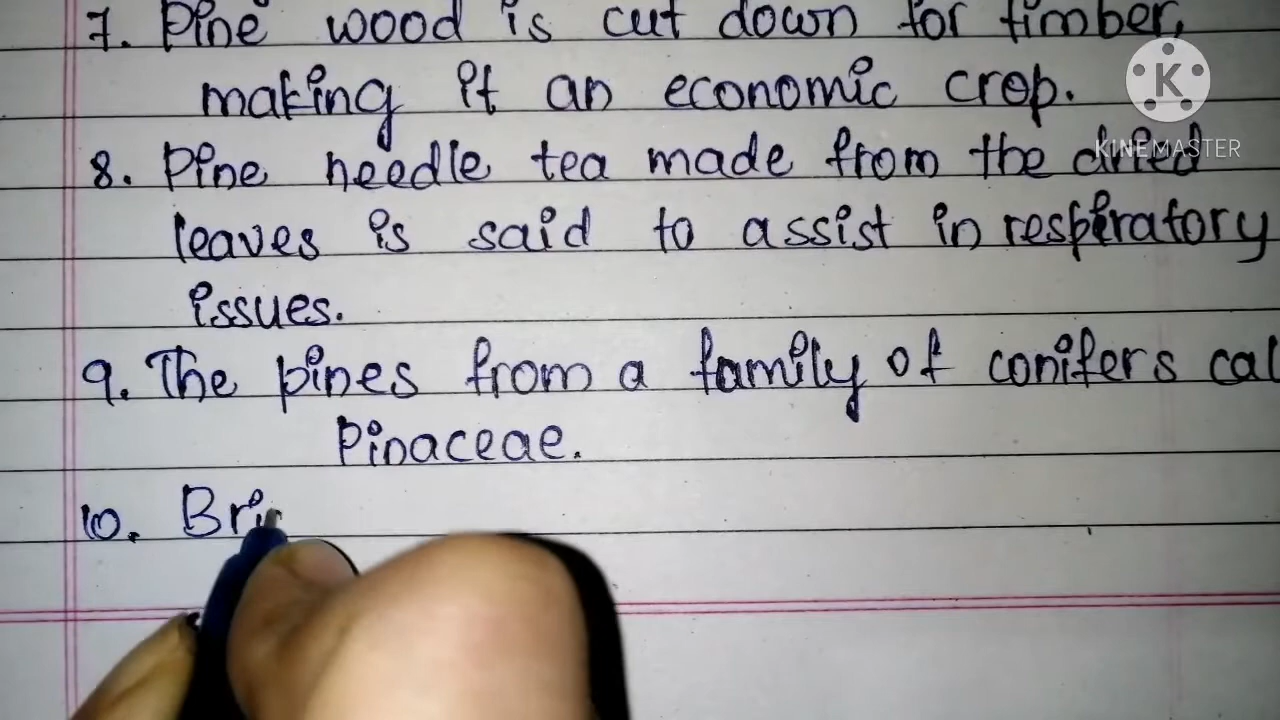 7. Pine wood is cut down for timber,
making it an economic crop.
8. Pine needle tea made from the dried
leaves is said to assist in respiratory
issues.
9. The pines from a family of conifers cal
Pinaceae.
10. Bri
K
KINEMASTER